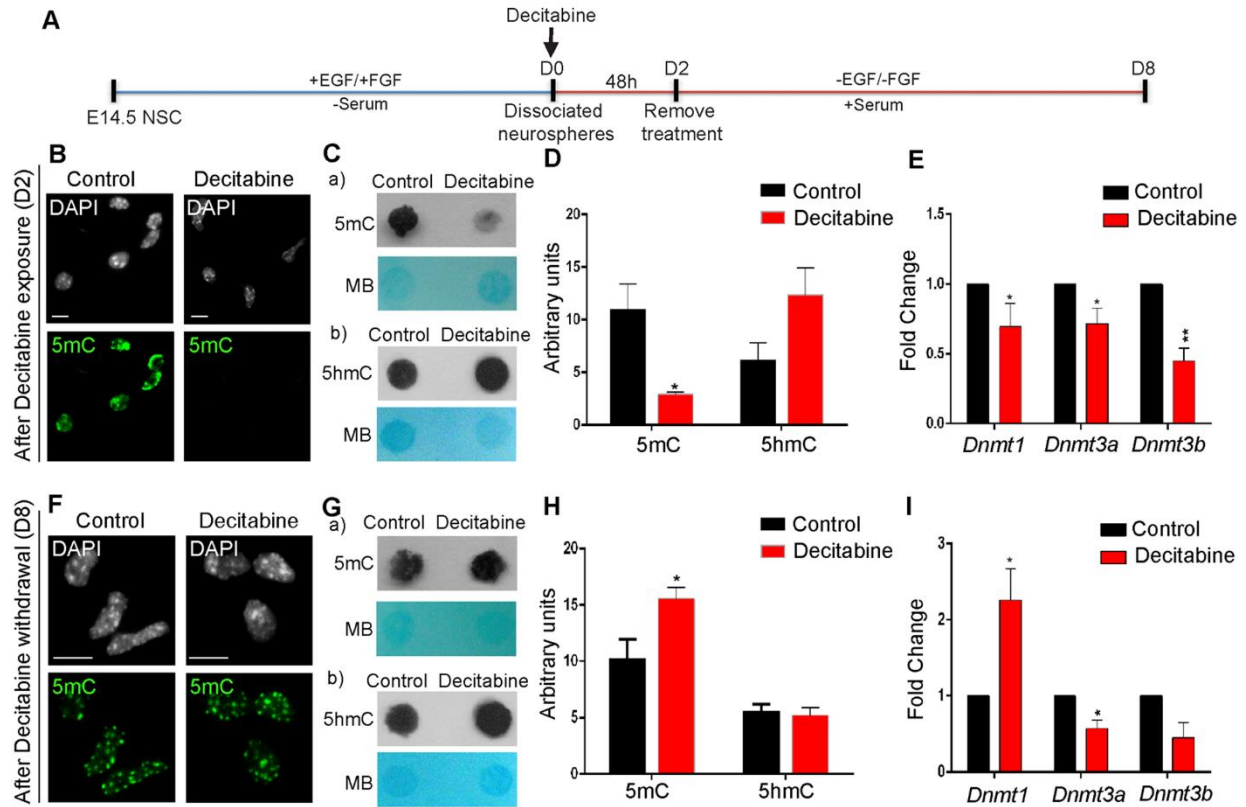 A
Decitabine
+EGF/+FGF
D0
48h
D2
-EGF/-FGF
D8
-Serum
+Serum
E14.5 NSC
Dissociated
neurospheres
Remove
treatment
After Decitabine exposure (D2)
B
Control
Decitabine
DAPI
DAPI
5mC
5mC
C
a)
Control
Decitabine
5mC
MB
b)
Control
Decitabine
5hmC
MB
D
Control
Decitabine
Arbitrary units
20
15
10
5
0
*
5mC
5hmC
E
Control
Decitabine
Fold Change
1.5
1.0
0.5
0.0
*
*
**
Dnmt1
Dnmt3a
Dnmt3b
After Decitabine withdrawal (D8)
F
Control
Decitabine
DAPI
DAPI
5mC
5mC
G
a)
Control
Decitabine
5mC
MB
b)
Control
Decitabine
5hmC
MB
H
Control
Decitabine
Arbitrary units
20
15
10
5
0
*
5mC
5hmC
I
Control
Decitabine
Fold Change
3
2
1
0
*
*
Dnmt1
Dnmt3a
Dnmt3b